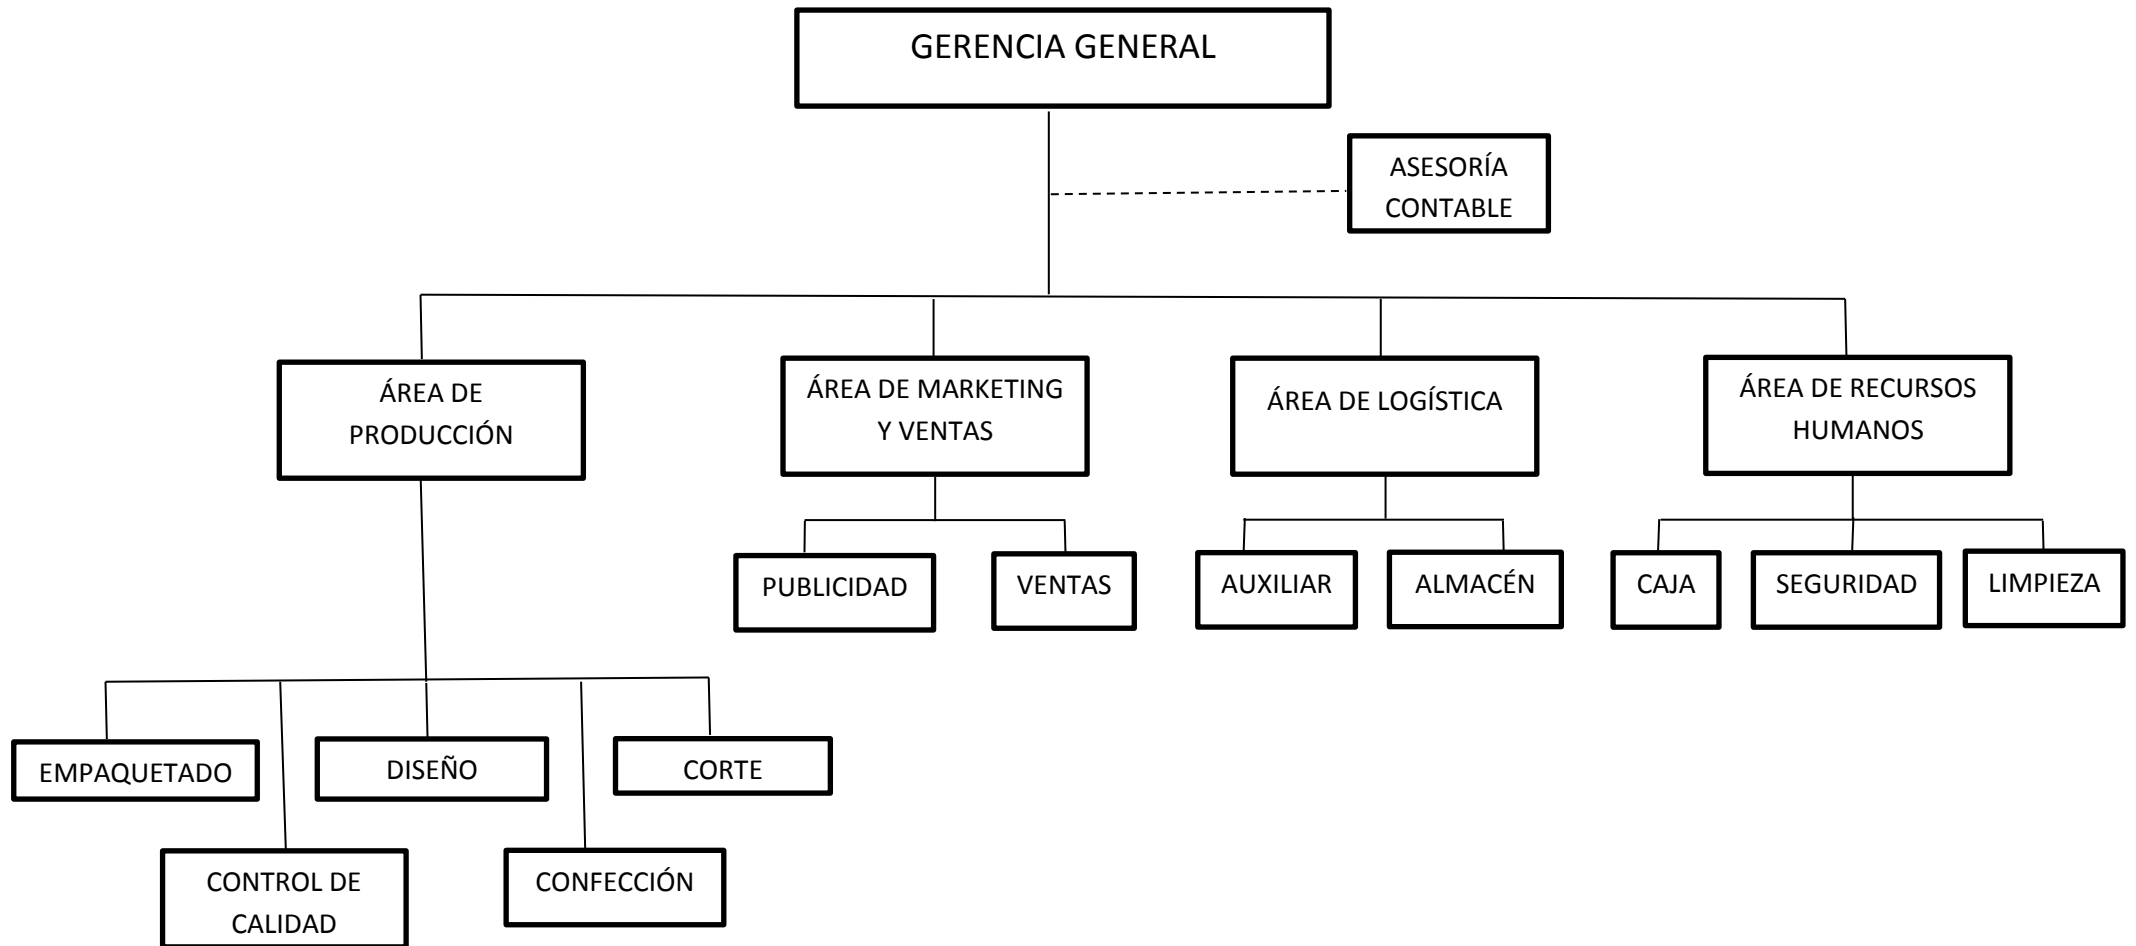 GERENCIA GENERAL
ASESORÍA
CONTABLE
ÁREA DE
PRODUCCIÓN
ÁREA DE MARKETING
Y VENTAS
ÁREA DE LOGÍSTICA
ÁREA DE RECURSOS
HUMANOS
PUBLICIDAD
VENTAS
AUXILIAR
ALMACÉN
CAJA
SEGURIDAD
LIMPIEZA
EMPAQUETADO
DISEÑO
CORTE
CONTROL DE
CALIDAD
CONFECCIÓN